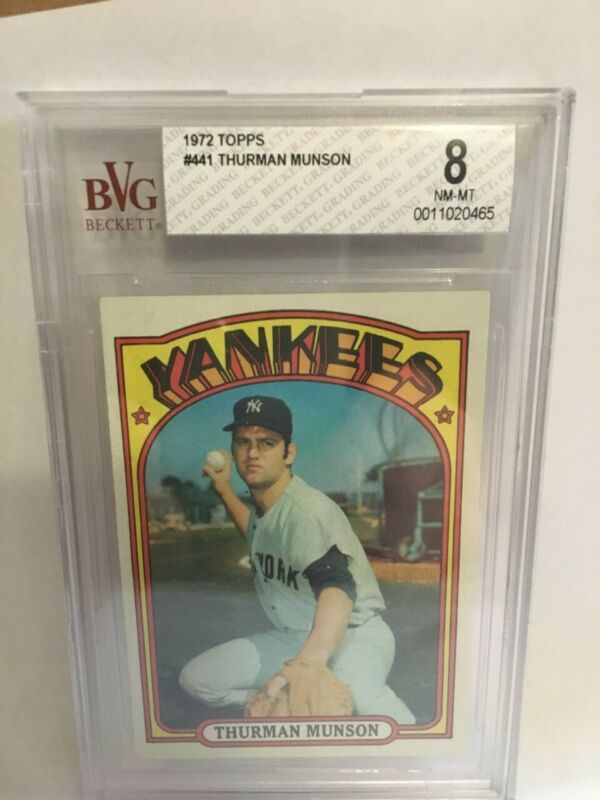 1972 TOPPS
#441 THURMAN MUNSON
8
NM-MT
0011020465
BVG
BECKETT
YANKEES
NY
YORK
THURMAN MUNSON